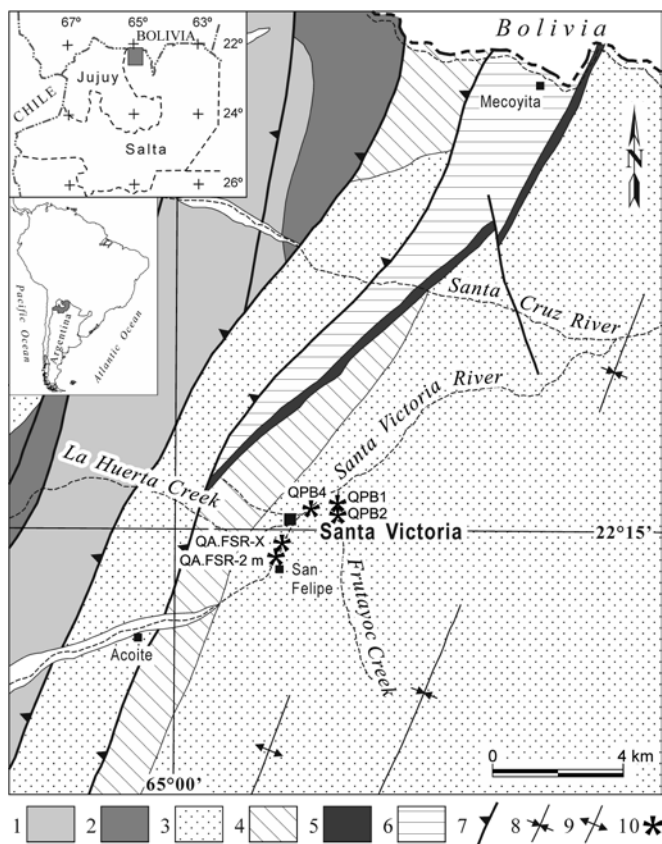 67° 65° 63°
BOLIVIA
22°
Jujuy
CHILE
24°
Salta
26°
Pacific Ocean
Argentina
Atlantic Ocean
Bolivia
Mecoyita
N
Santa Cruz River
Santa Victoria River
La Huerta Creek
QPB4
QPB1
QPB2
Santa Victoria
22°15'
QA.FSR-X
QA.FSR-2 m
San
Felipe
Frutayoc Creek
Acoite
0 4 km
65°00'
1 2 3 4 5 6 7 8 9 10